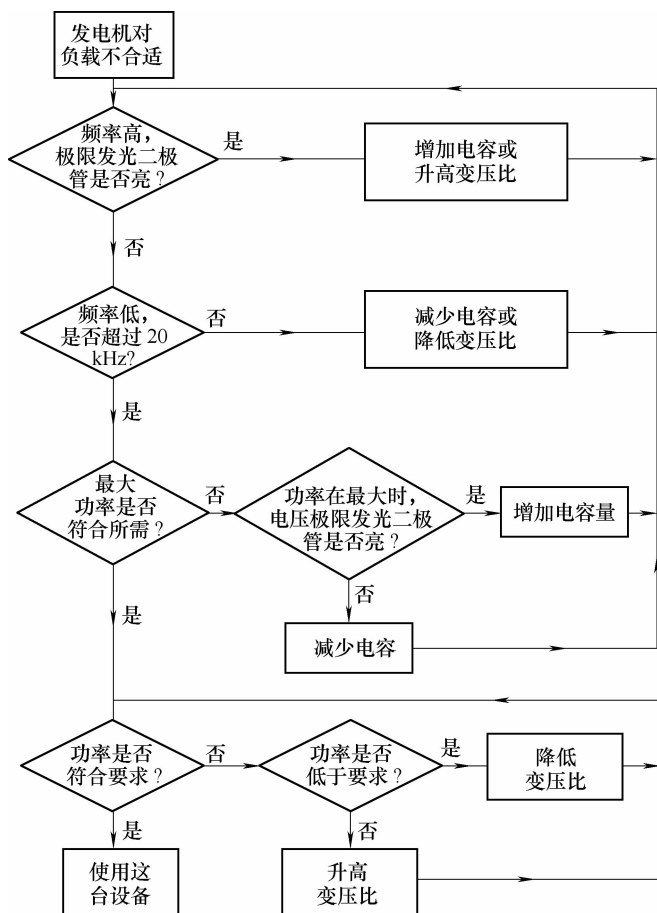 发电机对
负载不合适
频率高,
极限发光二极
管是否亮?
是
增加电容或
升高变压比
否
频率低,
是否超过 20
kHz?
否
减少电容或
降低变压比
是
最大
功率是否
符合所需?
否
功率在最大时,
电压极限发光二极
管是否亮?
是
增加电容量
否
减少电容
是
功率是否
符合要求?
否
功率是否
低于要求?
是
降低
变压比
是
使用这
台设备
否
升高
变压比